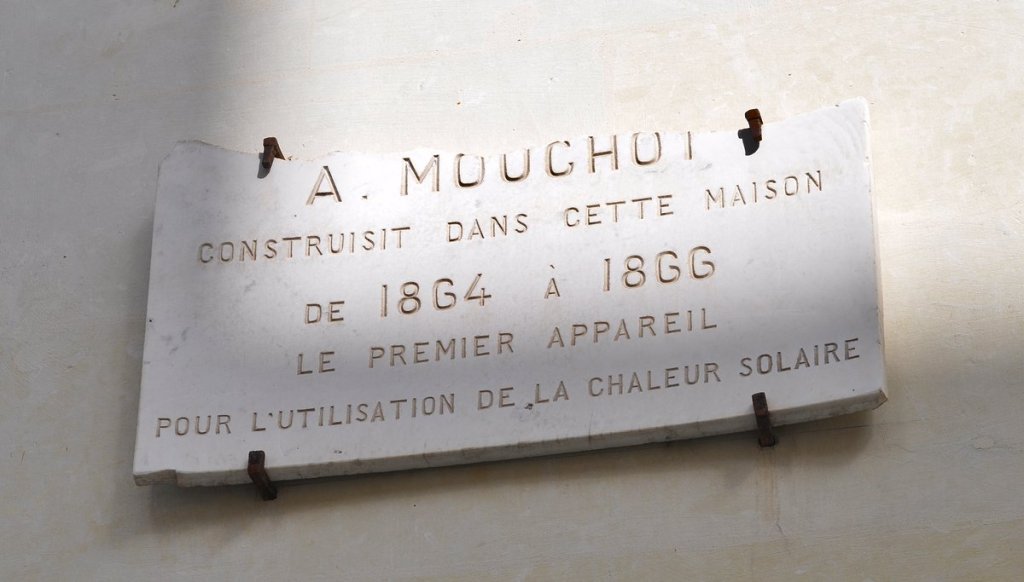 A. MOUCHOT
CONSTRUISIT DANS CETTE MAISON
DE 1864 À 1866
LE PREMIER APPAREIL
POUR L'UTILISATION DE LA CHALEUR SOLAIRE